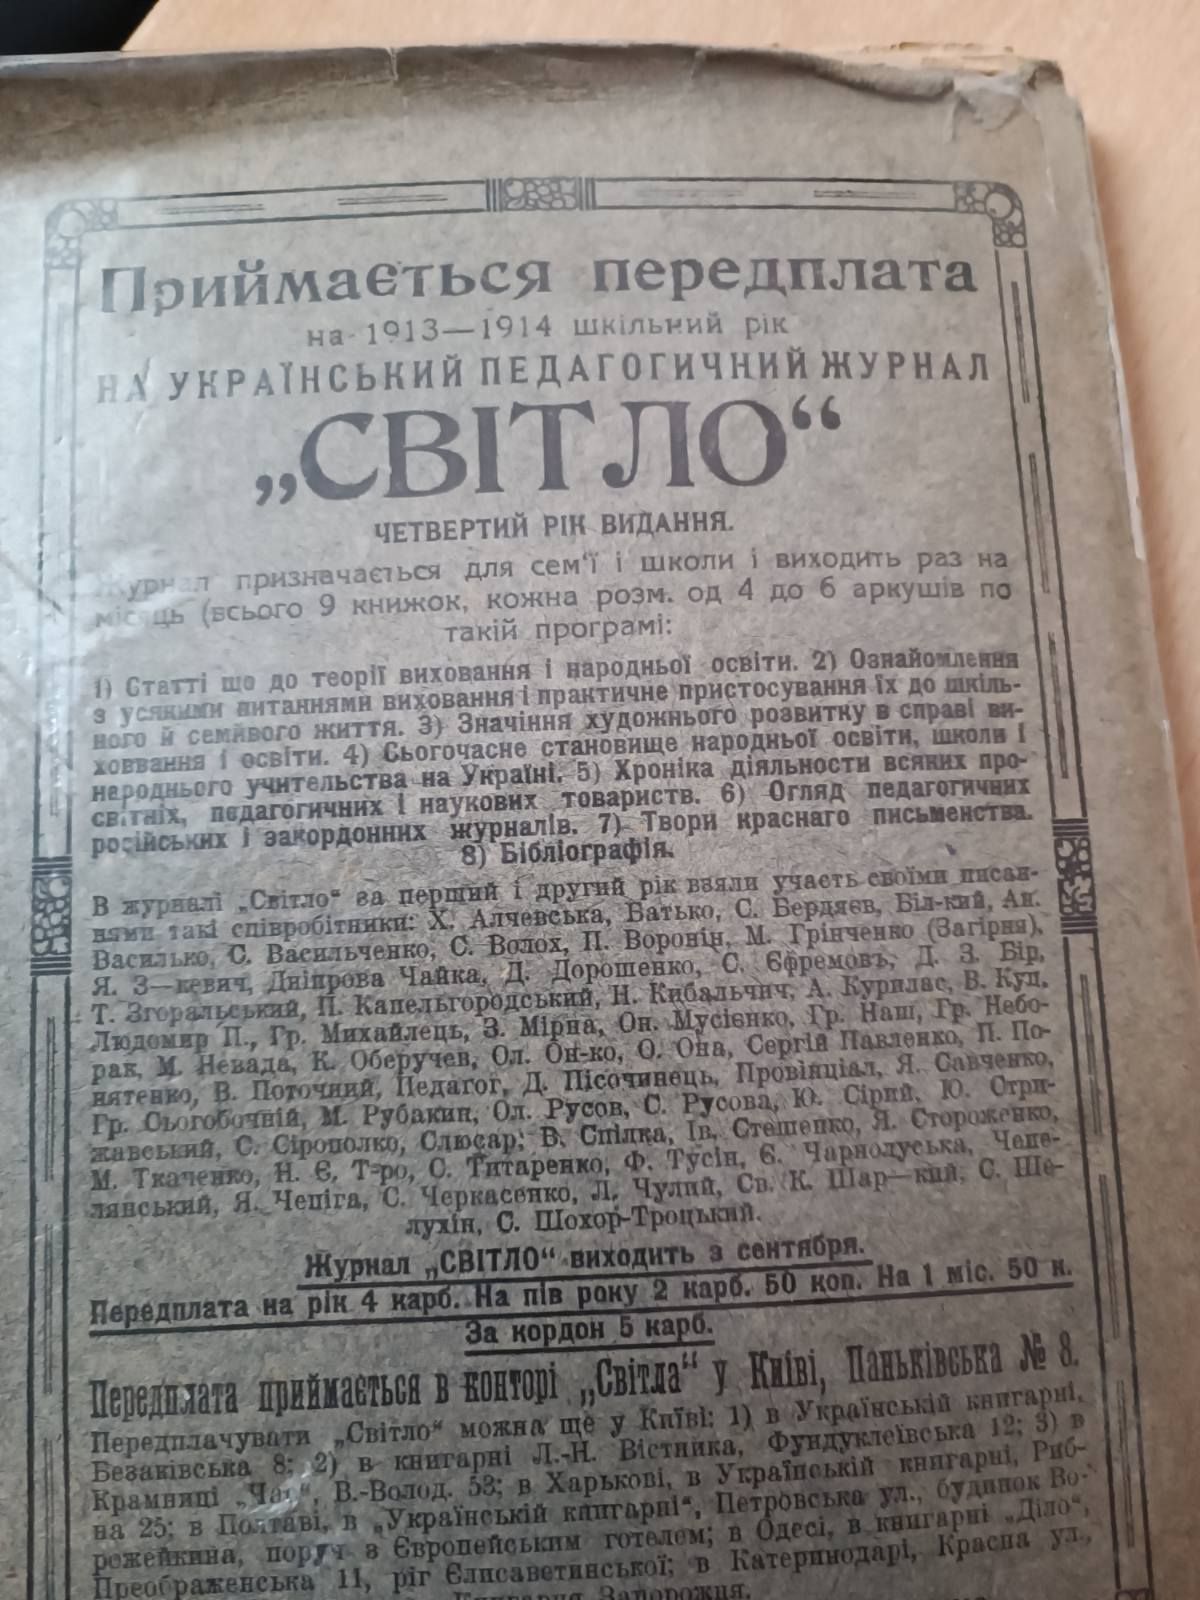 Приймається передплата
на 1913—1914 шкільний рік
НА УКРАЇНСЬКИЙ ПЕДАГОГИЧНИЙ ЖУРНАЛ
„СВІТЛО“
ЧЕТВЕРТИЙ РІК ВИДАННЯ.
Журнал призначається для сем'ї і школи і виходить раз на
місяць (всього 9 книжок, кожна розм. од 4 до 6 аркушів по
такій програмі:
1) Статті що до теорії виховання і народньої освіти. 2) Ознайомлення
з усякими питаннями виховання і практичне пристосування їх до шкіль-
ного й семйвого життя. 3) Значіння художнього розвитку в справі ви-
ховвання і освіти. 4) Сьогочасне становище народньої освіти, школи і
народнього учительства на Україні. 5) Хроніка діяльности всяких про-
світніх, педагогичних і наукових товариств. 6) Огляд педагогичних
російських і закордонних журналів. 7) Твори краснаго письменства.
8) Бібліографія.
В журналі „Світло“ за перший і другий рік взяли участь своїми писан-
нями такі співробітники: Х. Алчевська, Батько, С. Бердяєв, Біл-кий, Ан.
Василько, С. Васильченко, С. Волох, П. Воронін, М. Грінченко (Загірня),
Я. З—кевич, Дніпрова Чайка, Д. Дорошенко, С. Єфремовъ, Д. З. Бір,
Т. Згоральський, П. Капельгородський, Н. Кибальчич, А. Курилас, В. Куд,
Людомир П., Гр. Михайлець, З. Мірна, Он. Мусієнко, Гр. Наш, Гр. Небо-
рак, М. Невада, К. Оберучев, Ол. Он-ко, О. Она, Сергій Павленко, П. По-
нятенко, В. Поточний, Педагог, Д. Пісочинець, Провінціал, Я. Савченко,
Гр. Сьогобочній, М. Рубакин, Ол. Русов, С. Русова, Ю. Сірий, Ю. Стри-
жавський, С. Сірополко, Слюсар; В. Спілка, Ів. Стешенко, Я. Стороженко,
М. Ткаченко, Н. Є. Т-ро, С. Титаренко, Ф. Тусін, Є. Чарнолуська, Чепе-
лянський, Я. Чепіга, С. Черкасенко, Л. Чулий, Св. К. Шар—кий, С. Ше-
лухін, С. Шохор-Троцький.
Журнал „СВІТЛО“ виходить з сентября.
Передплата на рік 4 карб. На пів року 2 карб. 50 коп. На 1 міс. 50 к.
За кордон 5 карб.
Передплата приймається в конторі „Світла“ у Київі, Паньківська № 8.
Передплачувати „Світло“ можна ще у Київі: 1) в Українській книгарні,
Безаківська 8; 2) в книгарні Л.-Н. Вістника, Фундуклеївська 12; 3) в
Крамниці „Час“, В.-Волод. 53; в Харькові, в Українській книгарні, Риб-
на 25; в Полтаві, в „Українській книгарні“, Петровська ул., будинок Во-
рожейкина, поруч з Європейським готелем; в Одесі, в книгарні „Діло“,
Преображенська 11, ріг Єлисаветинської; в Катеринодарі, Красна ул.,
Книгарня Запорожця.